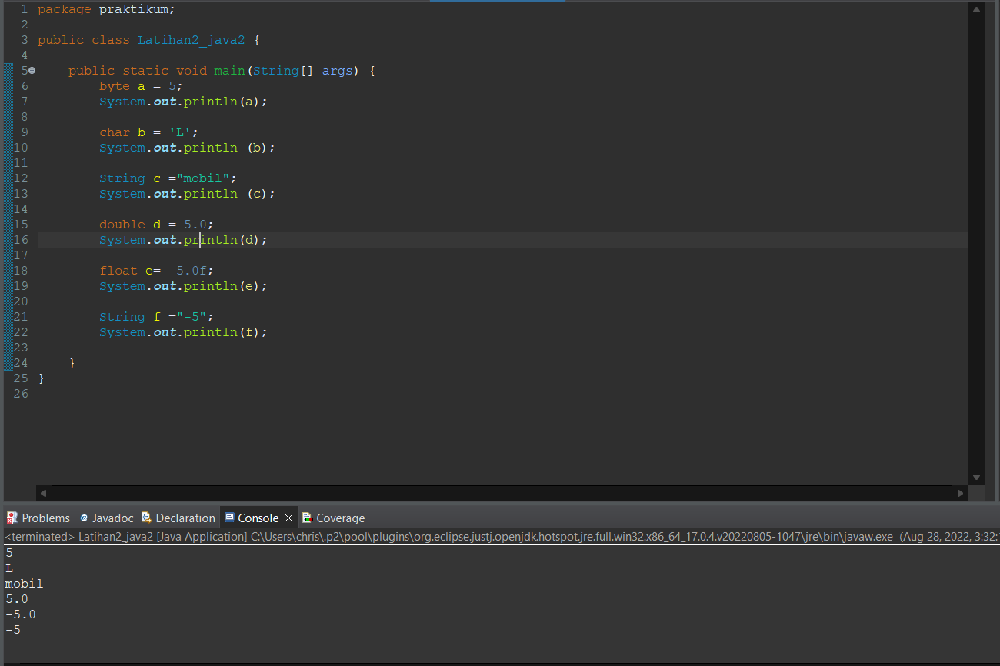 1 package praktikum;
2
3 public class Latihan2_java2 {
4
5 public static void main(String[] args) {
6 byte a = 5;
7 System.out.println(a);
8
9 char b = 'L';
10 System.out.println (b);
11
12 String c ="mobil";
13 System.out.println (c);
14
15 double d = 5.0;
16 System.out.println(d);
17
18 float e= -5.0f;
19 System.out.println(e);
20
21 String f ="-5";
22 System.out.println(f);
23
24 }
25 }
26
Problems @ Javadoc Declaration Console Coverage
<terminated> Latihan2_java2 [Java Application] C:\Users\chris\.p2\pool\plugins\org.eclipse.justj.openjdk.hotspot.jre.full.win32.x86_64_17.0.4.v20220805-1047\jre\bin\javaw.exe (Aug 28, 2022, 3:32:
5
L
mobil
5.0
-5.0
-5